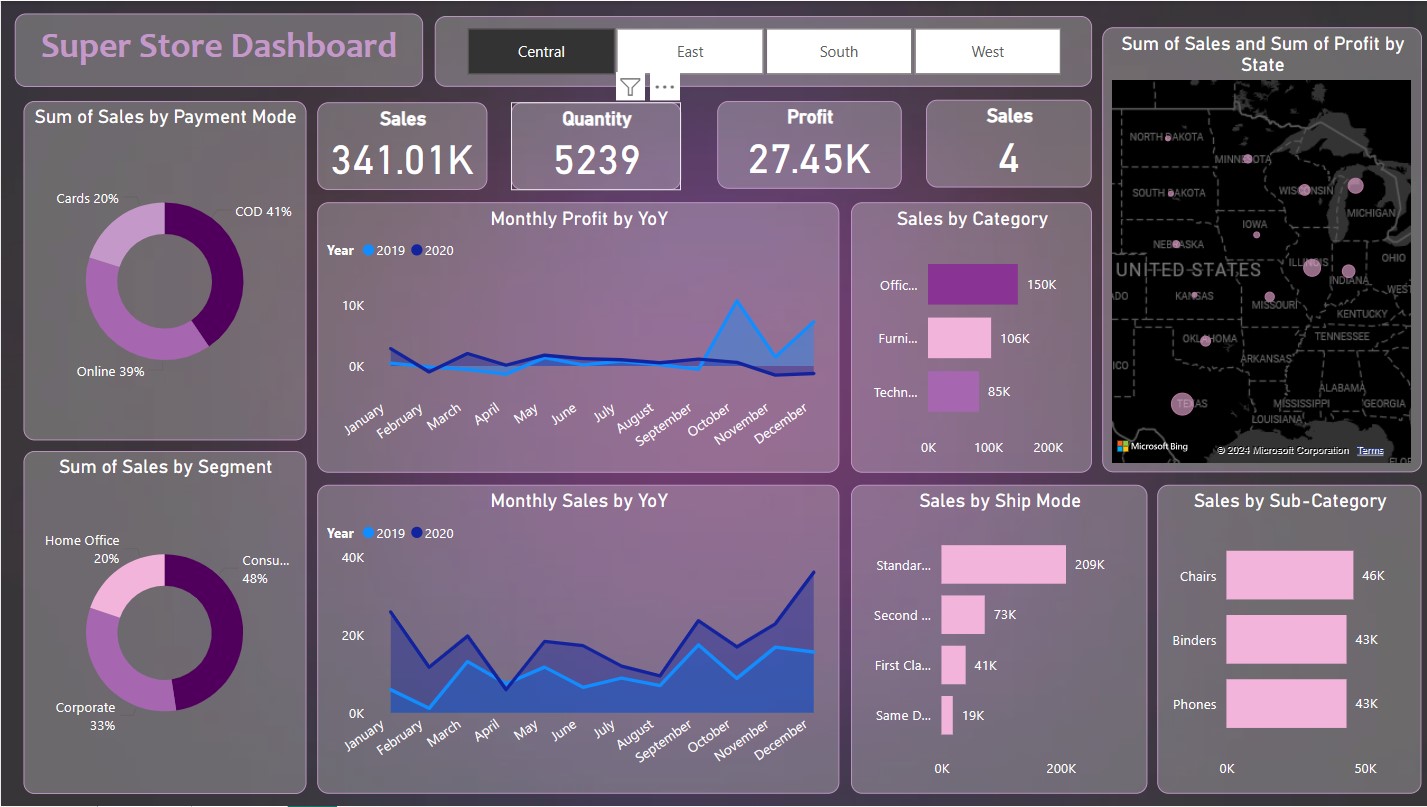 Super Store Dashboard
Central
East
South
West
Sum of Sales and Sum of Profit by
State
Sum of Sales by Payment Mode
Cards 20%
COD 41%
Online 39%
Sales
341.01K
Quantity
5239
Profit
27.45K
Sales
4
Monthly Profit by YoY
Year 2019 2020
10K
0K
January
February
March
April
May
June
July
August
September
October
November
December
Sales by Category
Offic...
150K
Furni...
106K
Techn...
85K
0K
100K
200K
NORTH DAKOTA
MINNESOTA
SOUTH DAKOTA
WISCONSIN
MICHIGAN
IOWA
NEBRASKA
OHIO
ILLINOIS
UNITED STATES
INDIANA
WEST
ADO
KANSAS
MISSOURI
KENTUCKY
OKLAHOMA
TENNESSEE
ICO
ARKANSAS
ALABAMA
TEXAS
MISSISSIPPI
GEORGIA
LOUISIANA
Microsoft Bing
© 2024 Microsoft Corporation Terms
Sum of Sales by Segment
Home Office
20%
Consu...
48%
Corporate
33%
Monthly Sales by YoY
Year 2019 2020
40K
20K
0K
January
February
March
April
May
June
July
August
September
October
November
December
Sales by Ship Mode
Standar...
209K
Second ...
73K
First Cla...
41K
Same D...
19K
0K
200K
Sales by Sub-Category
Chairs
46K
Binders
43K
Phones
43K
0K
50K